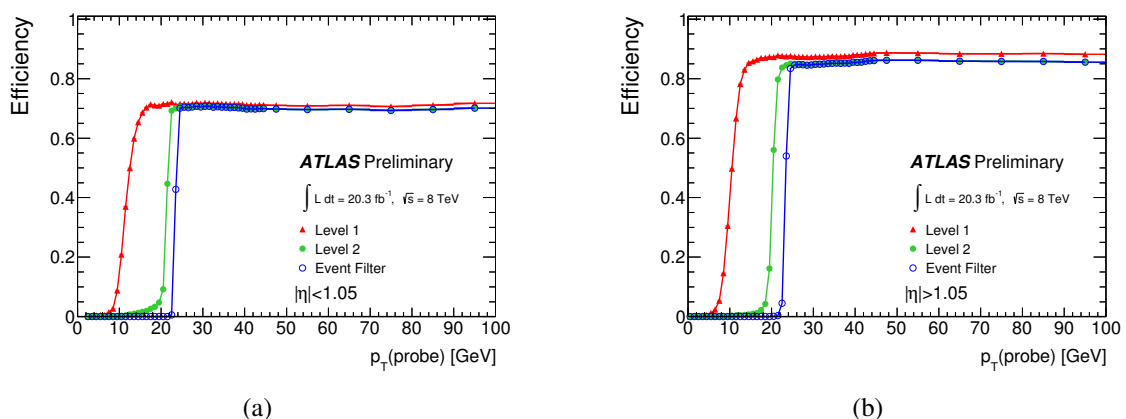 Efficiency
1
0.8
0.6
0.4
0.2
0
ATLAS Preliminary
∫ L dt = 20.3 fb⁻¹, √s = 8 TeV
Level 1
Level 2
Event Filter
|η|<1.05
0 10 20 30 40 50 60 70 80 90 100
p_T(probe) [GeV]
(a)
Efficiency
1
0.8
0.6
0.4
0.2
0
ATLAS Preliminary
∫ L dt = 20.3 fb⁻¹, √s = 8 TeV
Level 1
Level 2
Event Filter
|η|>1.05
0 10 20 30 40 50 60 70 80 90 100
p_T(probe) [GeV]
(b)